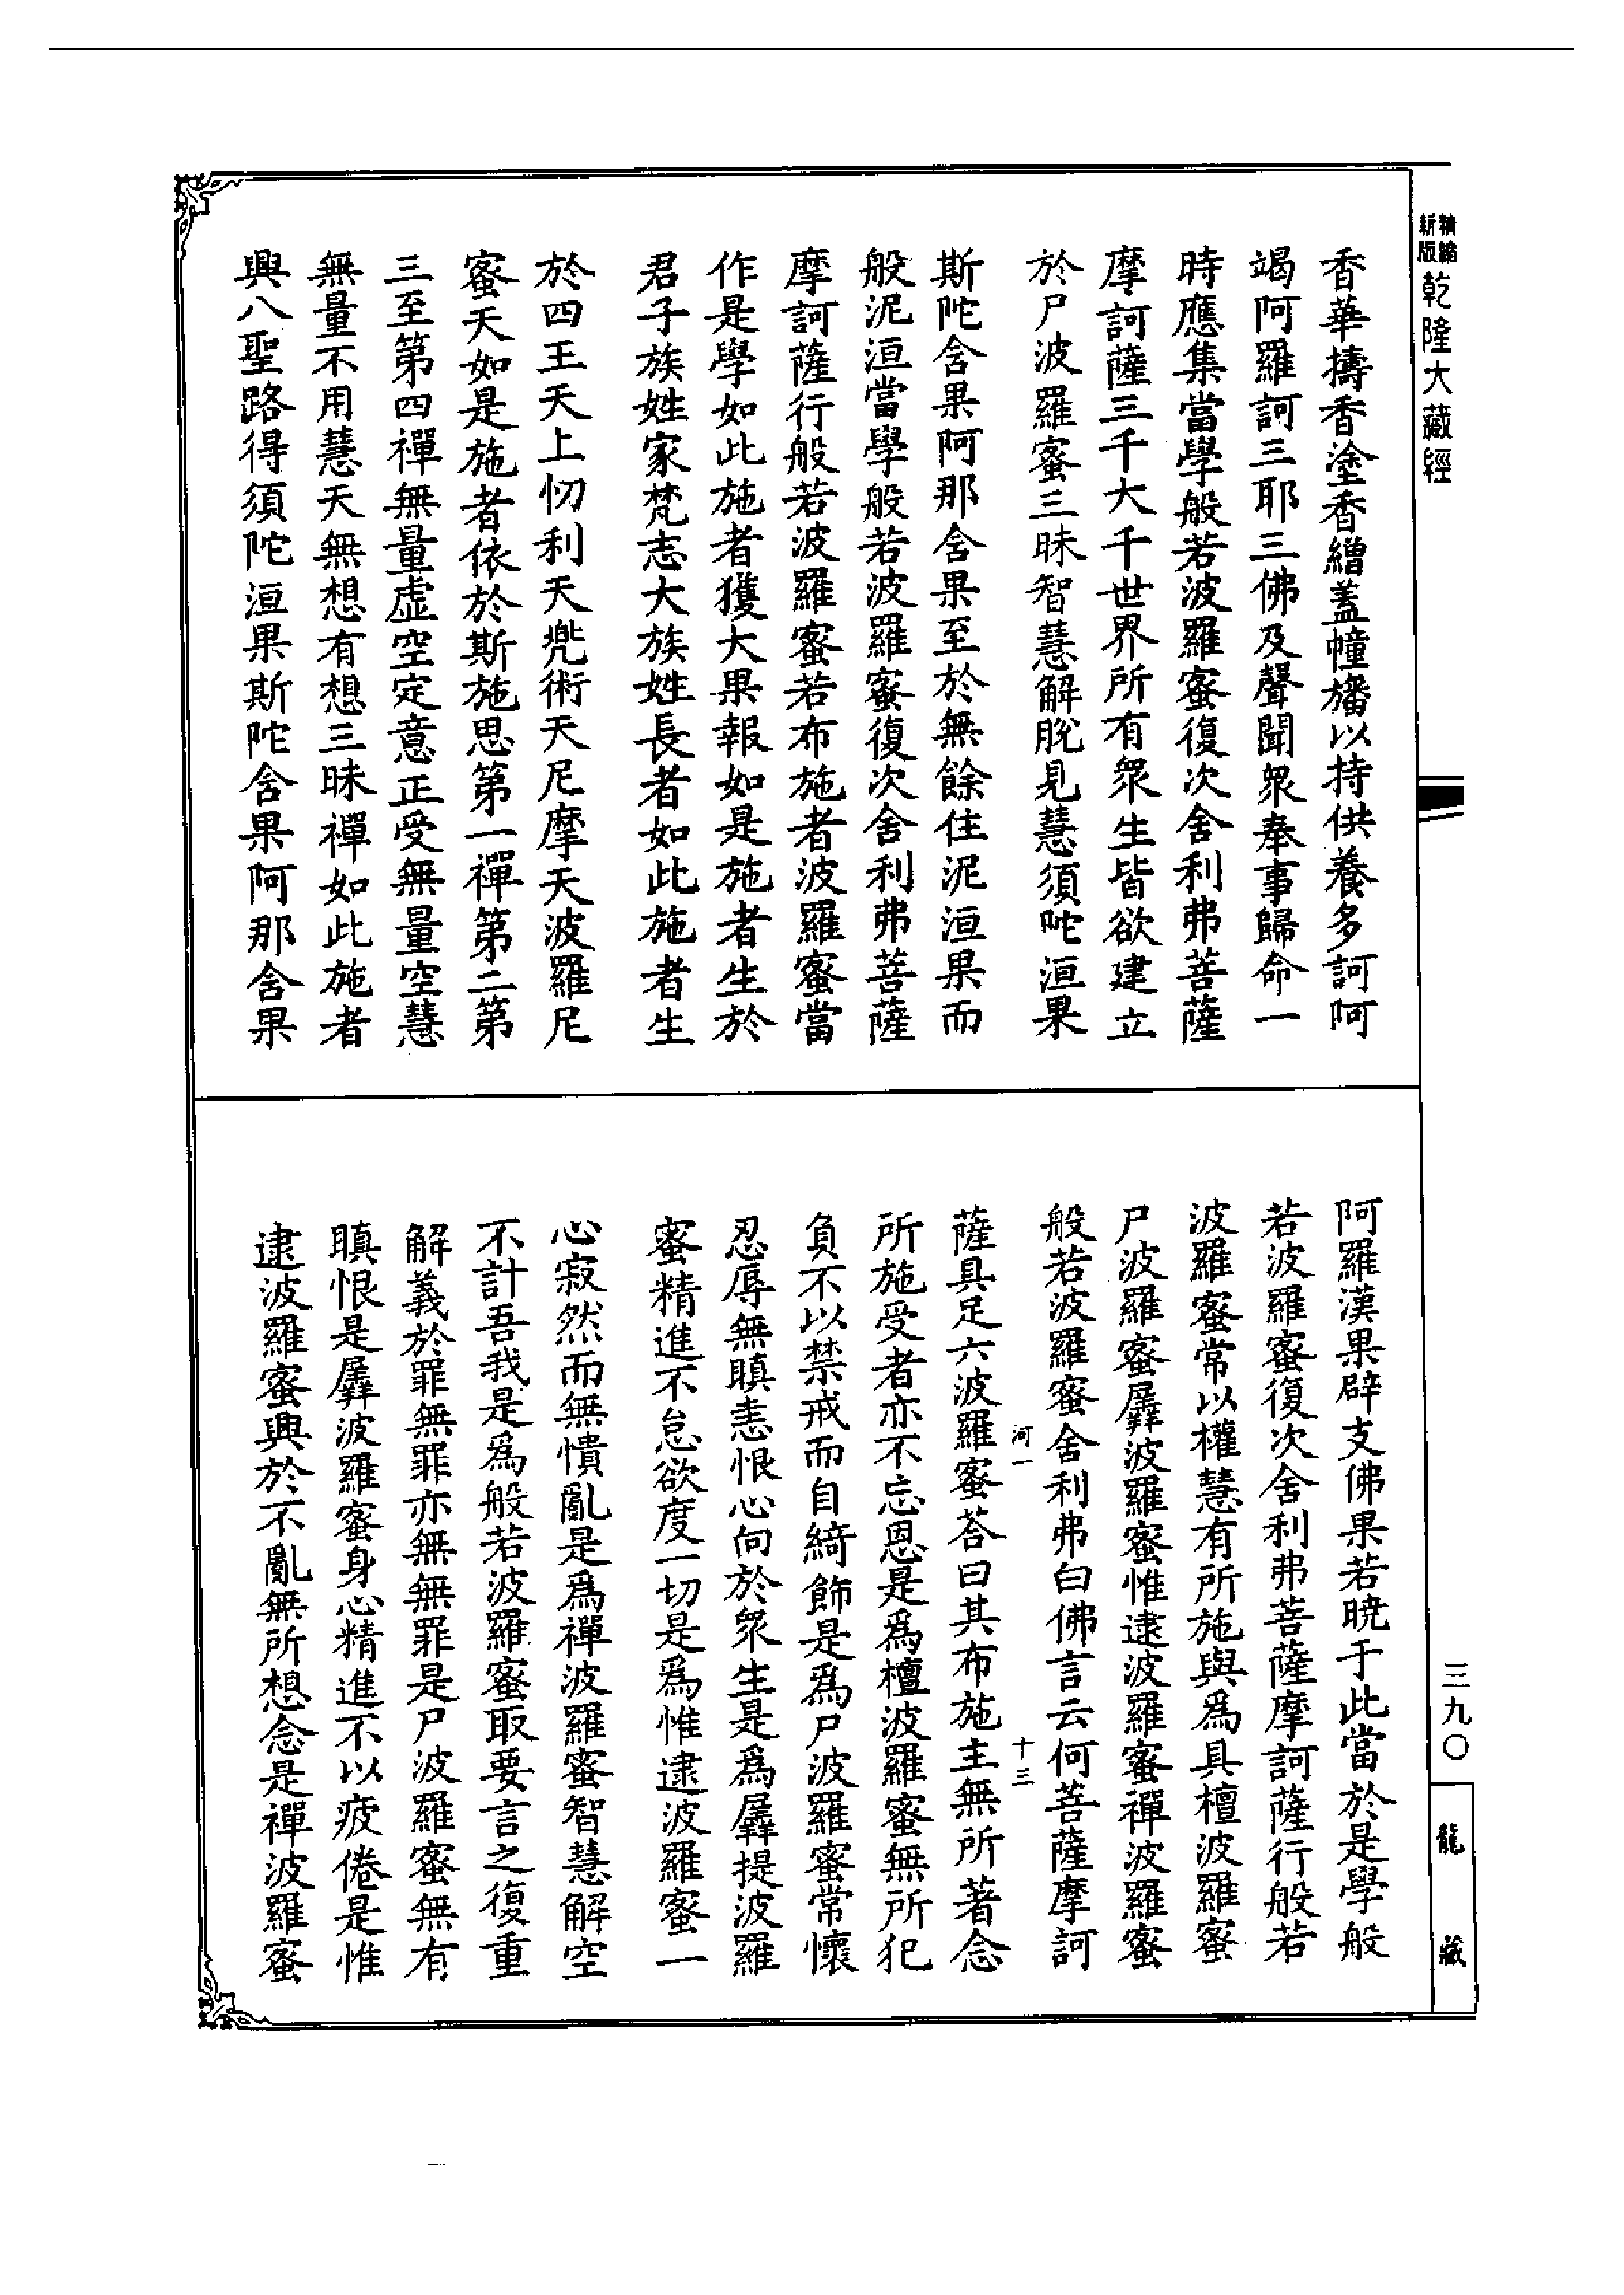 精縮新版乾隆大藏經
香華擣香塗香繒蓋幢旛以持供養多訶阿
竭阿羅訶三耶三佛及聲聞衆奉事歸命一
時應集當學般若波羅蜜復次舍利弗菩薩
摩訶薩三千大千世界所有衆生皆欲建立
於尸波羅蜜三昧智慧解脫見慧須陀洹果
斯陀含果阿那含果至於無餘住泥洹果而
般泥洹當學般若波羅蜜復次舍利弗菩薩
摩訶薩行般若波羅蜜若布施者波羅蜜當
作是學如此施者獲大果報如是施者生於
君子族姓家梵志大族姓長者如此施者生
於四王天上忉利天兠術天尼摩天波羅尼
蜜天如是施者依於斯施思第一禪第二第
三至第四禪無量虛空定意正受無量空慧
無量不用慧天無想有想三昧禪如此施者
興八聖路得須陀洹果斯陀含果阿那含果
阿羅漢果辟支佛果若曉于此當於是學般
若波羅蜜復次舍利弗菩薩摩訶薩行般若
波羅蜜常以權慧有所施與爲具檀波羅蜜
尸波羅蜜羼波羅蜜惟逮波羅蜜禪波羅蜜
般若波羅蜜舍利弗白佛言云何菩薩摩訶
河一 十三
薩具足六波羅蜜荅曰其布施主無所著念
所施受者亦不忘恩是爲檀波羅蜜無所犯
負不以禁戒而自綺飾是爲尸波羅蜜常懷
忍辱無瞋恚恨心向於衆生是爲羼提波羅
蜜精進不怠欲度一切是爲惟逮波羅蜜一
心寂然而無憒亂是爲禪波羅蜜智慧解空
不計吾我是爲般若波羅蜜取要言之復重
解義於罪無罪亦無無罪是尸波羅蜜無有
瞋恨是羼波羅蜜身心精進不以疲倦是惟
逮波羅蜜興於不亂無所想念是禪波羅蜜
三九〇
龍藏